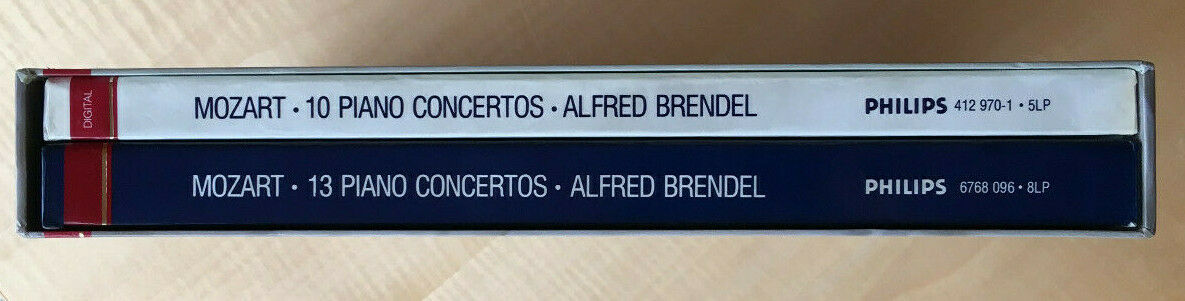 DIGITAL
MOZART · 10 PIANO CONCERTOS · ALFRED BRENDEL PHILIPS 412 970-1 · 5LP
MOZART · 13 PIANO CONCERTOS · ALFRED BRENDEL PHILIPS 6768 096 · 8LP